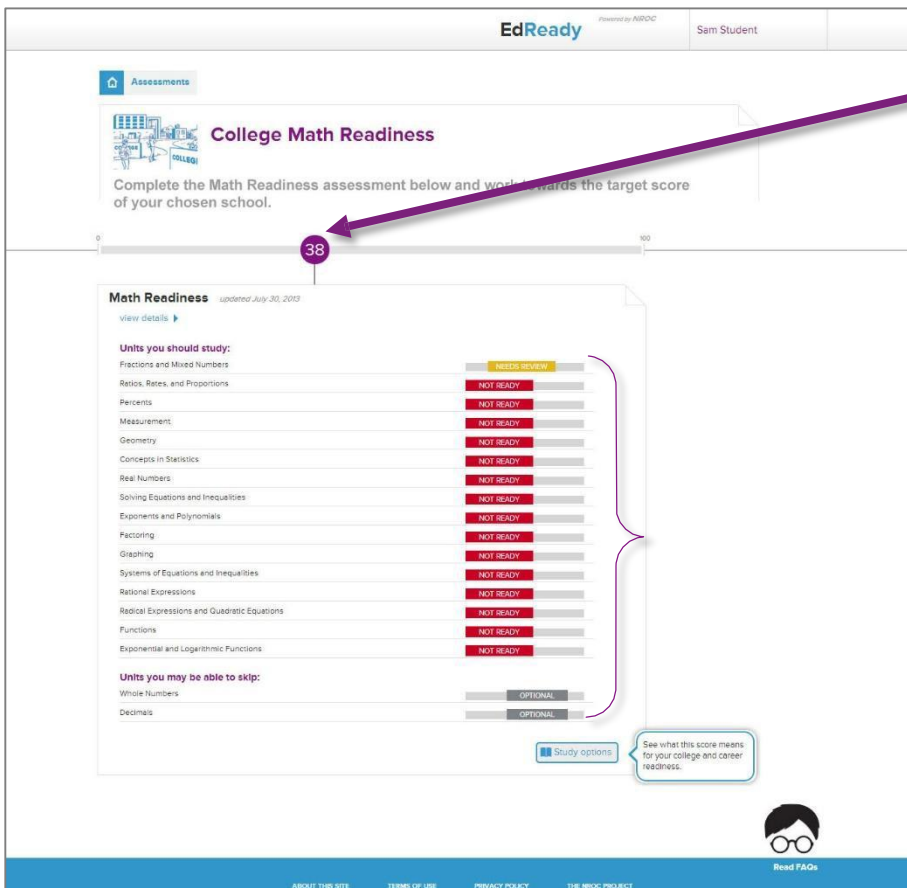 EdReady
Powered by NROC
Sam Student
Assessments
COLLEGE
College Math Readiness
Complete the Math Readiness assessment below and work towards the target score
of your chosen school.
0
38
Math Readiness updated July 30, 2013
view details
Units you should study:
Fractions and Mixed Numbers NEEDS REVIEW
Ratios, Rates, and Proportions NOT READY
Percents NOT READY
Measurement NOT READY
Geometry NOT READY
Concepts in Statistics NOT READY
Real Numbers NOT READY
Solving Equations and Inequalities NOT READY
Exponents and Polynomials NOT READY
Factoring NOT READY
Graphing NOT READY
Systems of Equations and Inequalities NOT READY
Rational Expressions NOT READY
Radical Expressions and Quadratic Equations NOT READY
Functions NOT READY
Exponential and Logarithmic Functions NOT READY
Units you may be able to skip:
Whole Numbers OPTIONAL
Decimals OPTIONAL
Study options
See what this score means
for your college and career
readiness.
Read FAQs
ABOUT THIS SITE TERMS OF USE PRIVACY POLICY THE NROC PROJECT